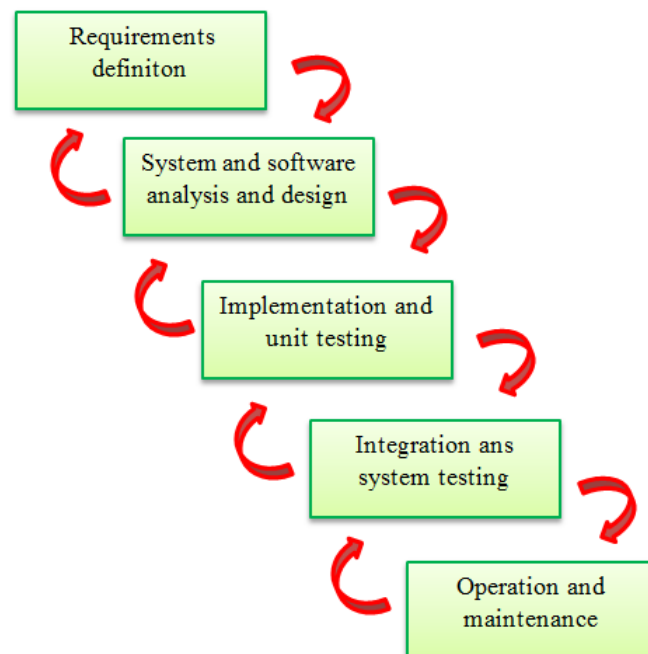 Requirements
definiton
System and software
analysis and design
Implementation and
unit testing
Integration ans
system testing
Operation and
maintenance